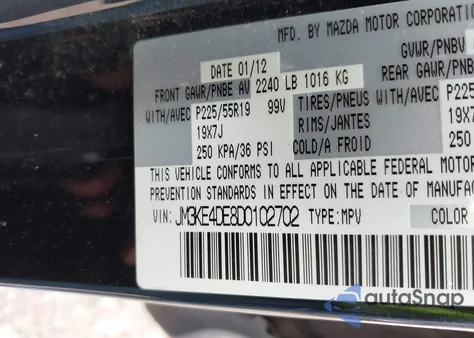 MFD. BY MAZDA MOTOR CORPORATION
DATE 01/12
GVWR/PNBV
FRONT GAWR/PNBE AV 2240 LB 1016 KG
REAR GAWR/PNBE
WITH/AVEC P225/55R19 99V TIRES/PNEUS WITH/AVEC P225
19X7J RIMS/JANTES 19X7
250 KPA/36 PSI COLD/A FROID 250
THIS VEHICLE CONFORMS TO ALL APPLICABLE FEDERAL MOTOR
PREVENTION STANDARDS IN EFFECT ON THE DATE OF MANUFAC
VIN: JM3KE4DE8D0102702 TYPE:MPV COLOR
autoSnap